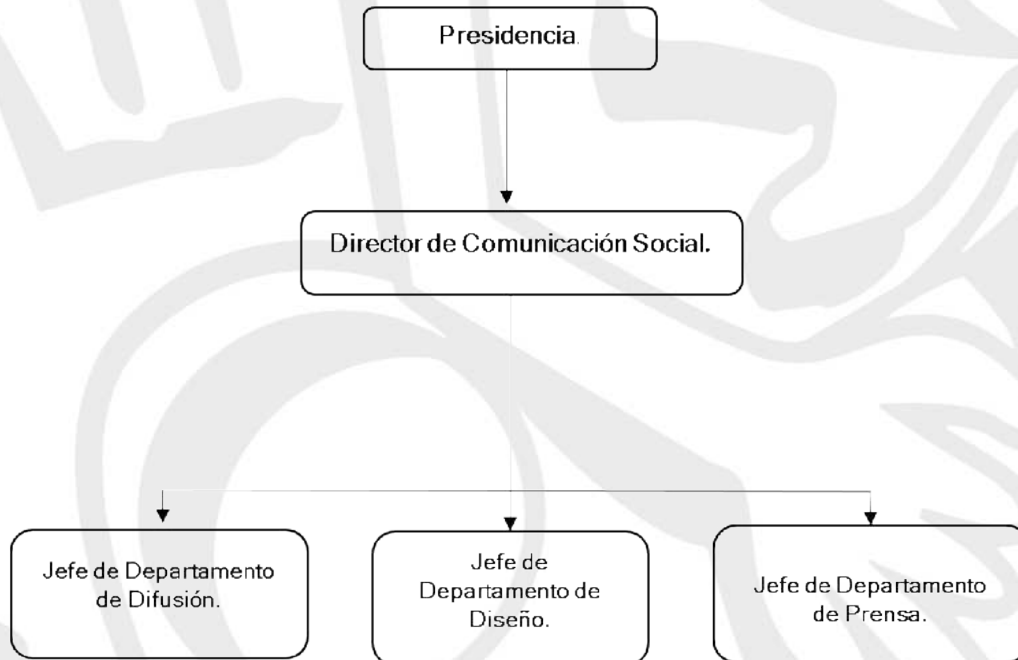 Presidencia.
Director de Comunicación Social.
Jefe de Departamento
de Difusión.
Jefe de
Departamento de
Diseño.
Jefe de Departamento
de Prensa.